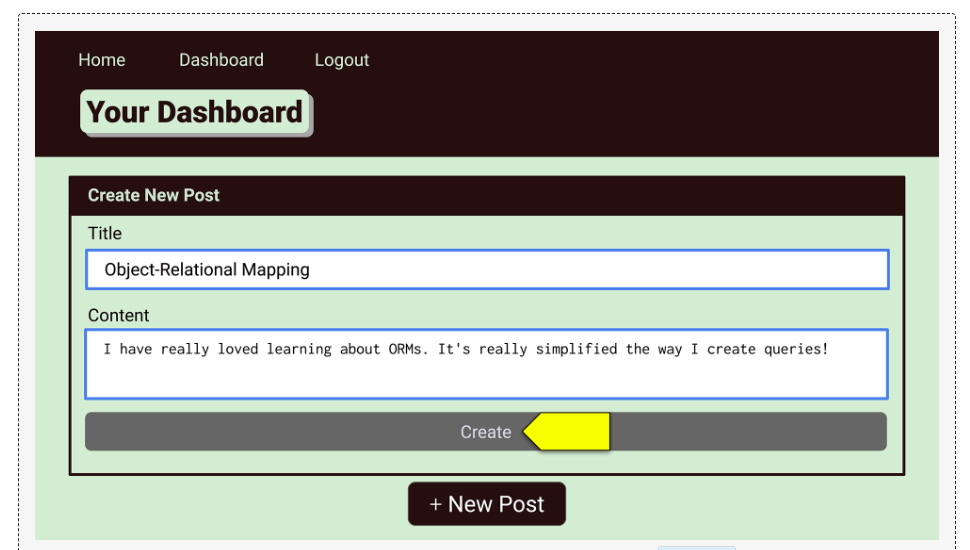 Home Dashboard Logout
Your Dashboard
Create New Post
Title
Object-Relational Mapping
Content
I have really loved learning about ORMs. It's really simplified the way I create queries!
Create
+ New Post